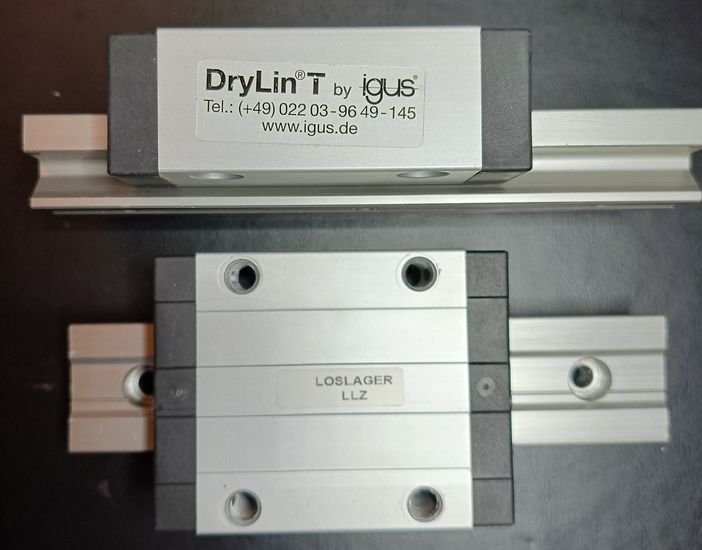 DryLin® T by igus®
Tel.: (+49) 022 03-96 49-145
www.igus.de
LOSLAGER
LLZ